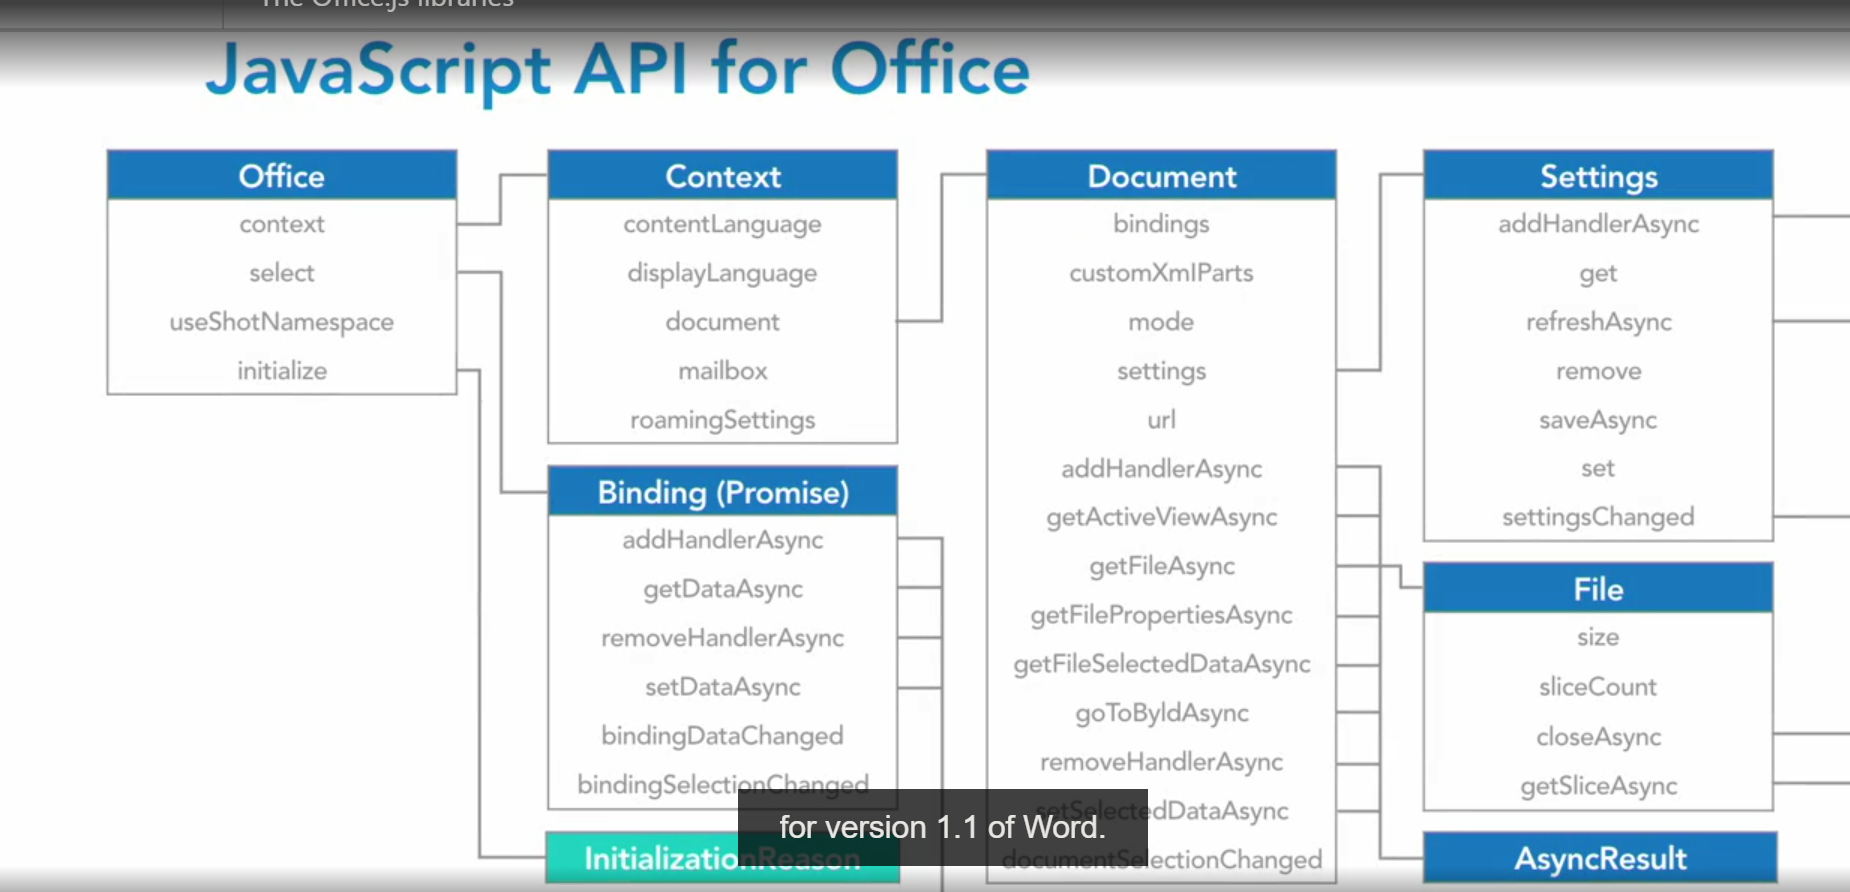 The Office.js libraries
JavaScript API for Office
Office
context
select
useShotNamespace
initialize
Context
contentLanguage
displayLanguage
document
mailbox
roamingSettings
Binding (Promise)
addHandlerAsync
getDataAsync
removeHandlerAsync
setDataAsync
bindingDataChanged
bindingSelectionChanged
InitializationReason
Document
bindings
customXmlParts
mode
settings
url
addHandlerAsync
getActiveViewAsync
getFileAsync
getFilePropertiesAsync
getFileSelectedDataAsync
goToByIdAsync
removeHandlerAsync
setSelectedDataAsync
documentSelectionChanged
Settings
addHandlerAsync
get
refreshAsync
remove
saveAsync
set
settingsChanged
File
size
sliceCount
closeAsync
getSliceAsync
AsyncResult
for version 1.1 of Word.